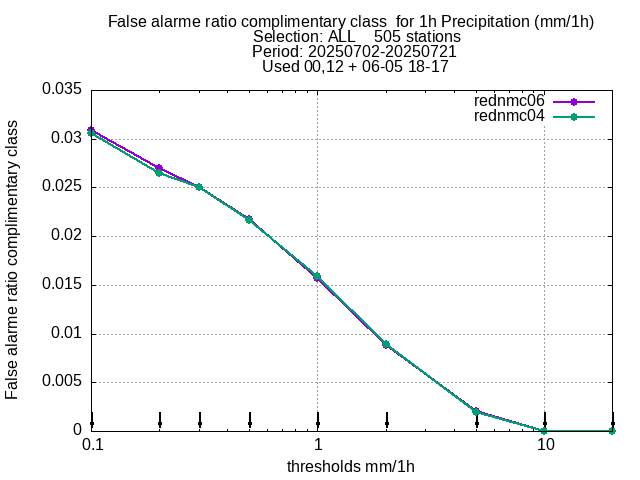 False alarme ratio complimentary class  for 1h Precipitation (mm/1h)
Selection: ALL    505 stations
Period: 20250702-20250721
Used 00,12 + 06-05 18-17
rednmc06
rednmc04
False alarme ratio complimentary class
0.035
0.03
0.025
0.02
0.015
0.01
0.005
0
0.1
1
10
thresholds mm/1h